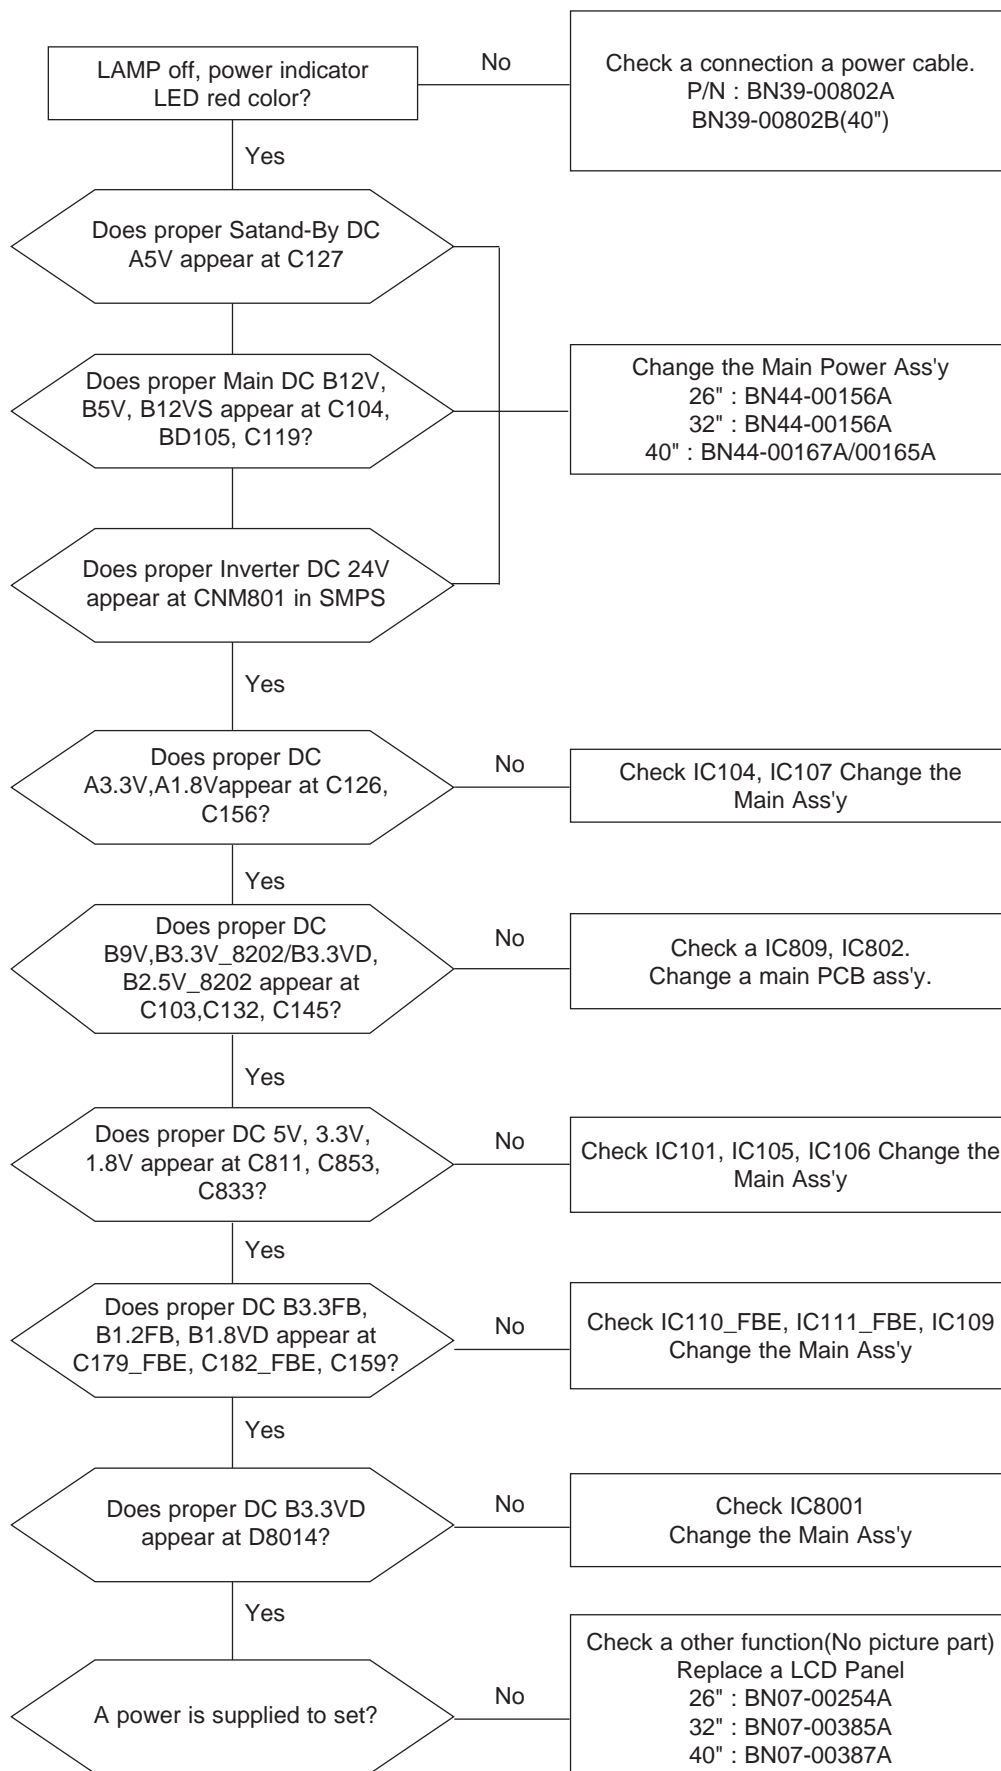 LAMP off, power indicator
LED red color?
No
Check a connection a power cable.
P/N : BN39-00802A
BN39-00802B(40")
Yes
Does proper Satand-By DC
A5V appear at C127
Does proper Main DC B12V,
B5V, B12VS appear at C104,
BD105, C119?
Change the Main Power Ass'y
26" : BN44-00156A
32" : BN44-00156A
40" : BN44-00167A/00165A
Does proper Inverter DC 24V
appear at CNM801 in SMPS
Yes
Does proper DC
A3.3V,A1.8Vappear at C126,
C156?
No
Check IC104, IC107 Change the
Main Ass'y
Yes
Does proper DC
B9V,B3.3V_8202/B3.3VD,
B2.5V_8202 appear at
C103,C132, C145?
No
Check a IC809, IC802.
Change a main PCB ass'y.
Yes
Does proper DC 5V, 3.3V,
1.8V appear at C811, C853,
C833?
No
Check IC101, IC105, IC106 Change the
Main Ass'y
Yes
Does proper DC B3.3FB,
B1.2FB, B1.8VD appear at
C179_FBE, C182_FBE, C159?
No
Check IC110_FBE, IC111_FBE, IC109
Change the Main Ass'y
Yes
Does proper DC B3.3VD
appear at D8014?
No
Check IC8001
Change the Main Ass'y
Yes
A power is supplied to set?
No
Check a other function(No picture part)
Replace a LCD Panel
26" : BN07-00254A
32" : BN07-00385A
40" : BN07-00387A